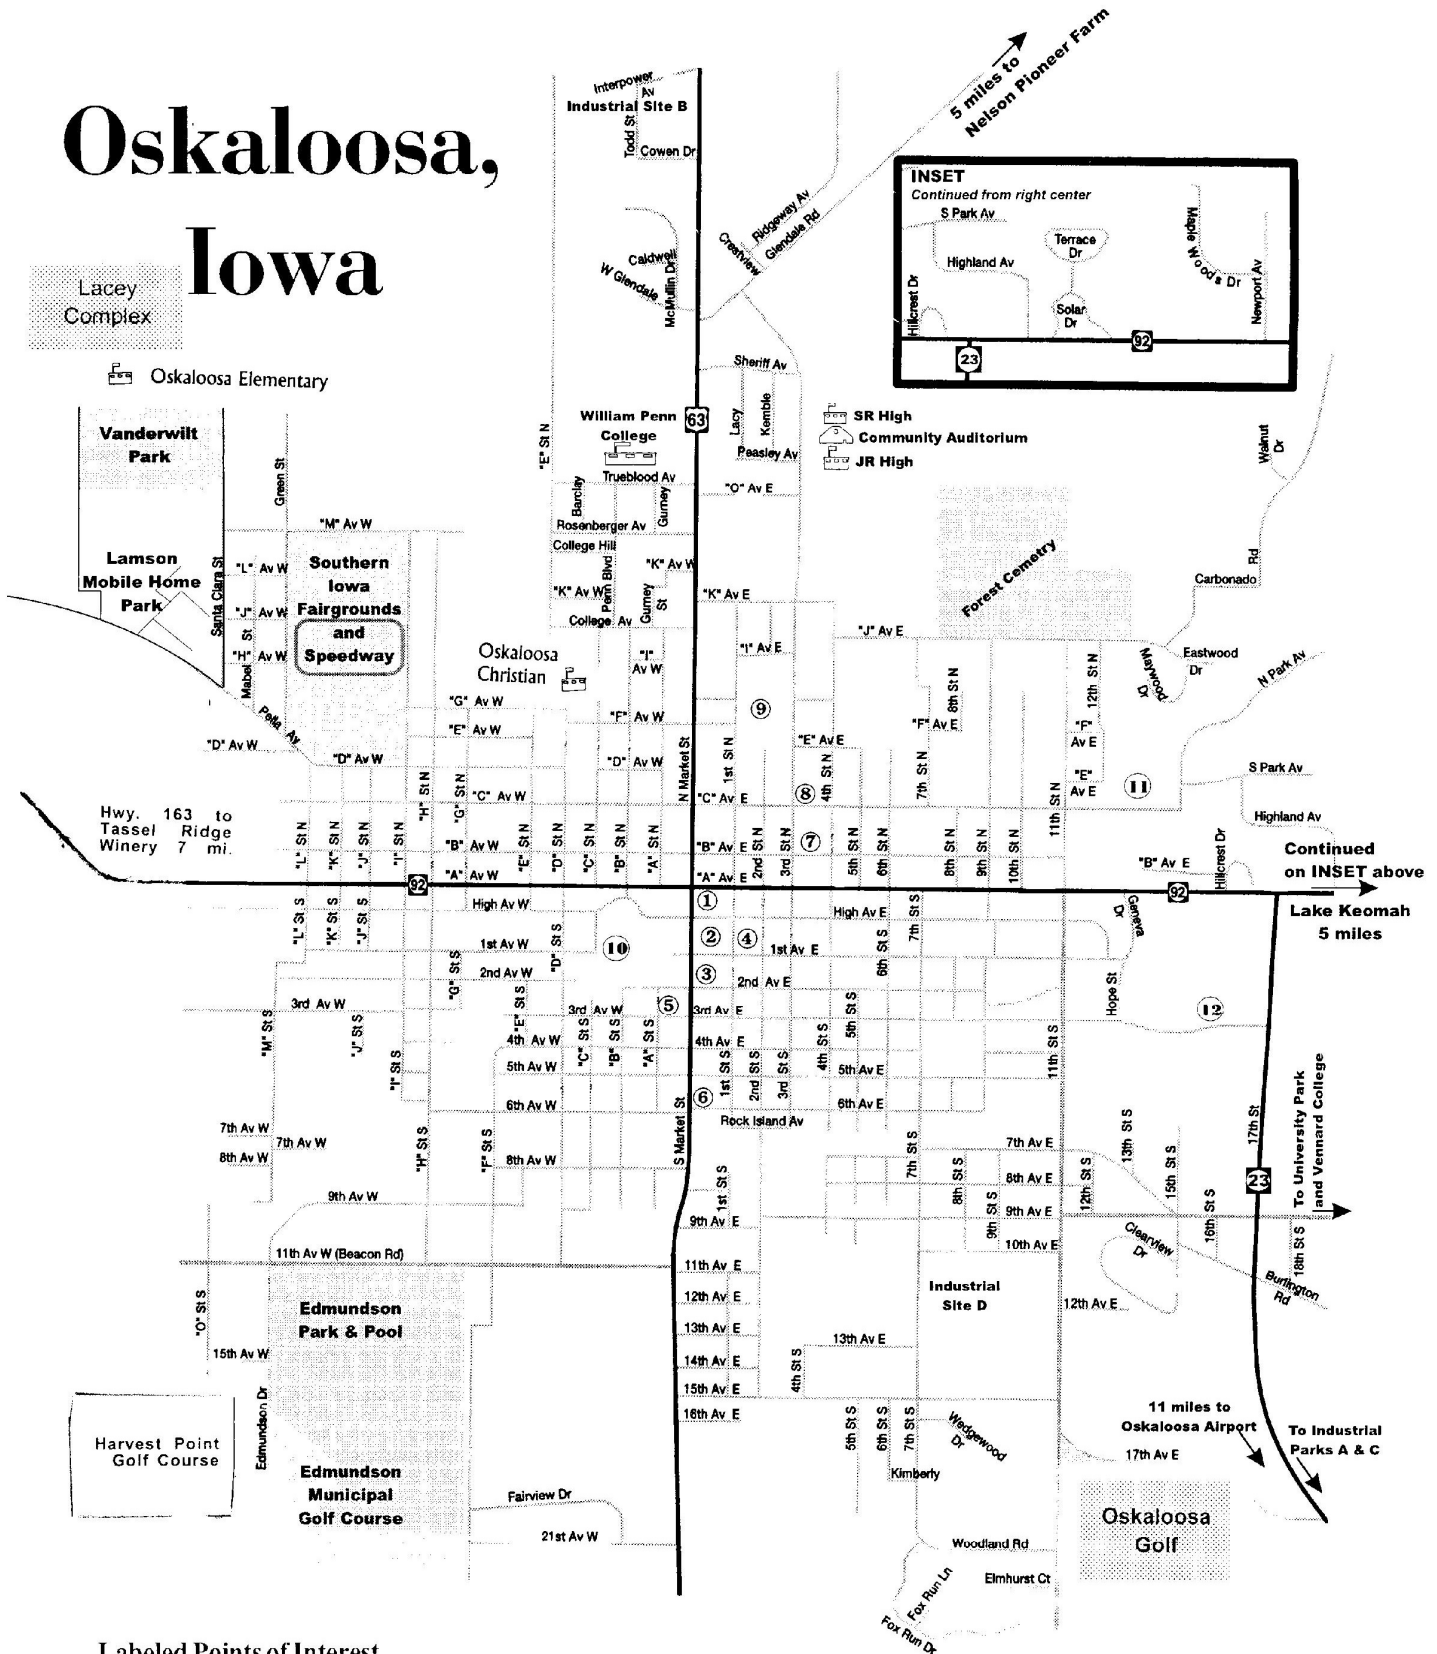 Oskaloosa,
Iowa
Lacey
Complex
Oskaloosa Elementary
Interpower
Av
Industrial Site B
Todd St
Cowen Dr
5 miles to
Nelson Pioneer Farm
Ridgeway Av
Glendale Rd
Crestview
Caldwell
W Glendale
McMullin Dr
INSET
Continued from right center
S Park Av
Highland Av
Hillcrest Dr
Terrace
Dr
Solar
Dr
Maple Woods Dr
Newport Av
92
23
Sheriff Av
Lacy
Kemble
Peasley Av
63
William Penn
College
SR High
Community Auditorium
JR High
Walnut
Dr
Vanderwilt
Park
Green St
"E" St N
Trueblood Av
"O" Av E
Barclay
Gurney
Rosenberger Av
College Hill
"M" Av W
Lamson
Mobile Home
Park
Santa Clara St
"L" Av W
"J" Av W
"H" Av W
Mabel St
Southern
Iowa
Fairgrounds
and
Speedway
"K" Av W
"K" Av W
Penn Blvd
Gurney
St
College Av
"K" Av E
Forest Cemetry
Carbonado
Rd
"J" Av E
"I" Av E
"I"
Av W
Oskaloosa
Christian
Maywood
Dr
Eastwood
Dr
N Park Av
8th St N
12th St N
Pella Av
"D" Av W
"D" Av W
"G" Av W
"E" Av W
"F" Av W
"D" Av W
9
"F" Av E
"F"
Av E
"E"
Av E
"E" Av E
N Market St
1st St N
4th St N
7th St N
11th St N
11
S Park Av
Highland Av
Hwy. 163 to
Tassel Ridge
Winery 7 mi.
"H" St N
"G" St N
"C" Av W
"C" Av E
8
"L" St N
"K" St N
"J" St N
"I" St N
"B" Av W
"E" St N
"D" St N
"C" St N
"B" St N
"A" St N
"B" Av E
2nd St N
3rd St N
7
5th St N
6th St N
8th St N
9th St N
10th St N
"B" Av E
Hillcrest Dr
Continued
on INSET above
92
"A" Av W
"A" Av E
92
Lake Keomah
5 miles
High Av W
1
High Av E
7th St S
Geneva
Dr
"L" St S
"K" St S
"J" St S
1st Av W
"D" St S
10
2
4
1st Av E
6th St S
"G" St S
2nd Av W
3
2nd Av E
Hope St
3rd Av W
"E" St S
3rd Av W
5
3rd Av E
5th St S
12
"M" St S
"J" St S
"I" St S
4th Av W
"C" St S
"B" St S
"A" St S
4th Av E
4th St S
11th St S
5th Av W
1st St S
2nd St S
3rd St S
5th Av E
6th Av W
6
6th Av E
Rock Island Av
S Market St
7th Av W
7th Av W
8th Av W
"H" St S
"F" St S
8th Av W
7th St S
7th Av E
13th St S
15th St S
17th St
To University Park
and Vennard College
8th St S
8th Av E
12th St S
23
9th Av W
1st St S
9th Av E
9th St S
9th Av E
16th St S
10th Av E
Clearview
Dr
18th St S
11th Av W (Beacon Rd)
11th Av E
Burlington
Rd
"O" St S
Edmundson
Park & Pool
12th Av E
Industrial
Site D
12th Av E
13th Av E
13th Av E
15th Av W
14th Av E
4th St S
Edmundson Dr
15th Av E
16th Av E
5th St S
6th St S
7th St S
Wedgewood
Dr
Kimberly
11 miles to
Oskaloosa Airport
To Industrial
Parks A & C
17th Av E
Harvest Point
Golf Course
Edmundson
Municipal
Golf Course
Fairview Dr
21st Av W
Oskaloosa
Golf
Woodland Rd
Elmhurst Ct
Fox Run Ln
Fox Run Dr
Labeled Points of Interest